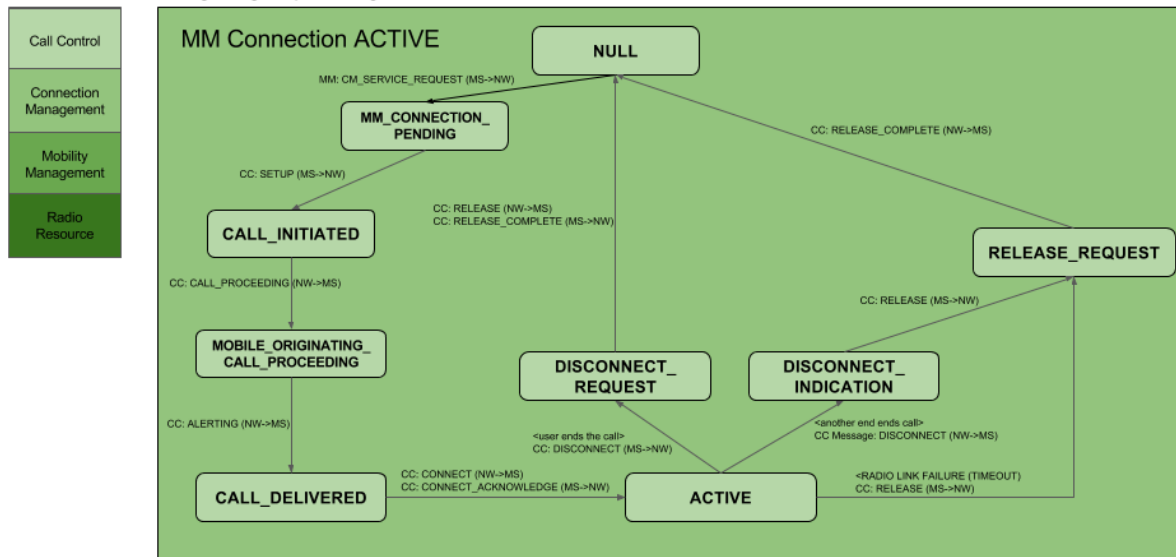 Call Control
Connection
Management
Mobility
Management
Radio
Resource
MM Connection ACTIVE
NULL
MM: CM_SERVICE_REQUEST (MS->NW)
MM_CONNECTION_
PENDING
CC: RELEASE_COMPLETE (NW->MS)
CC: SETUP (MS->NW)
CC: RELEASE (NW->MS)
CC: RELEASE_COMPLETE (MS->NW)
CALL_INITIATED
RELEASE_REQUEST
CC: CALL_PROCEEDING (NW->MS)
CC: RELEASE (MS->NW)
MOBILE_ORIGINATING_
CALL_PROCEEDING
DISCONNECT_
REQUEST
DISCONNECT_
INDICATION
CC: ALERTING (NW->MS)
<user ends the call>
CC: DISCONNECT (MS->NW)
<another end ends call>
CC Message: DISCONNECT (NW->MS)
CALL_DELIVERED
CC: CONNECT (NW->MS)
CC: CONNECT_ACKNOWLEDGE (MS->NW)
ACTIVE
<RADIO LINK FAILURE (TIMEOUT)
CC: RELEASE (MS->NW)